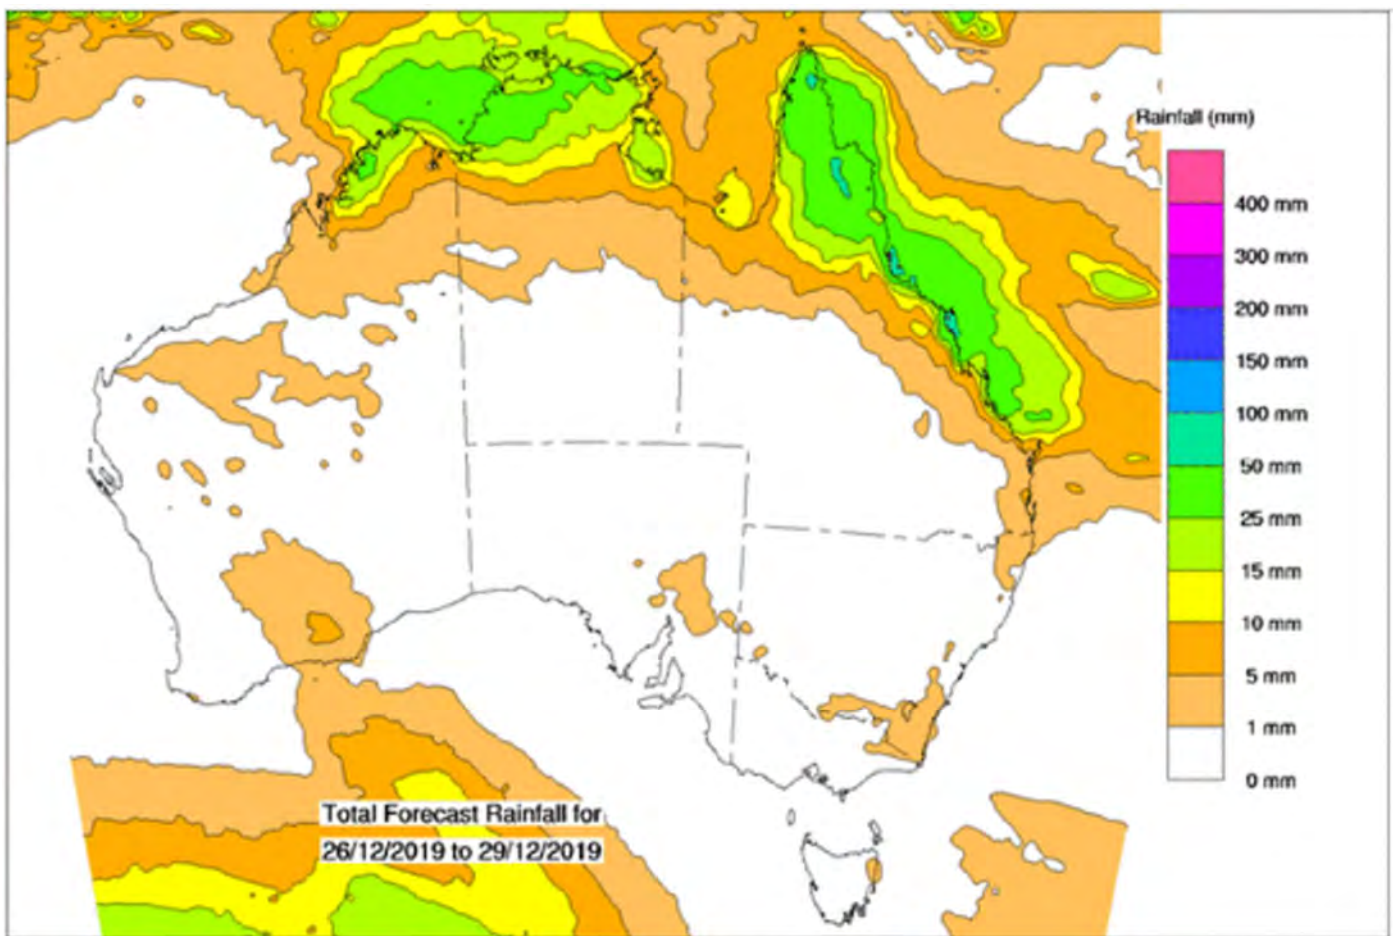 Rainfall (mm)
400 mm
300 mm
200 mm
150 mm
100 mm
50 mm
25 mm
15 mm
10 mm
5 mm
1 mm
0 mm
Total Forecast Rainfall for
26/12/2019 to 29/12/2019